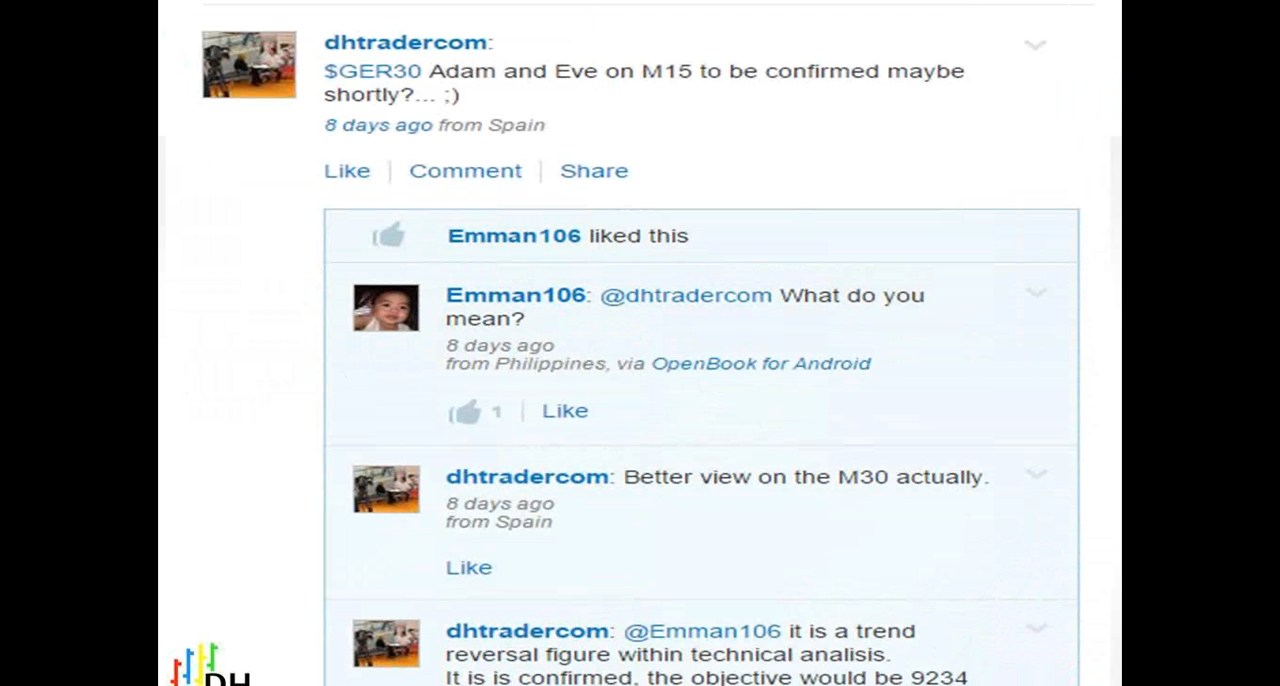 dhtradercom:
$GER30 Adam and Eve on M15 to be confirmed maybe
shortly?... ;)
8 days ago from Spain
Like | Comment | Share
Emman106 liked this
Emman106: @dhtradercom What do you
mean?
8 days ago
from Philippines, via OpenBook for Android
1 | Like
dhtradercom: Better view on the M30 actually.
8 days ago
from Spain
Like
dhtradercom: @Emman106 it is a trend
reversal figure within technical analisis.
It is is confirmed, the objective would be 9234
DH